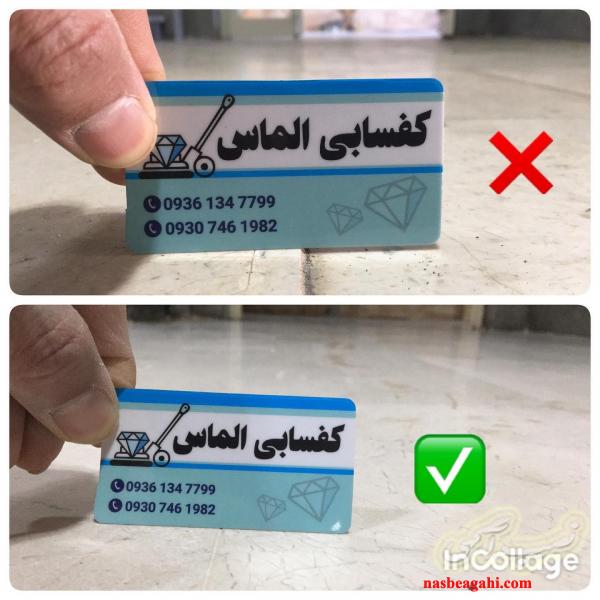 کفسابی الماس
0936 134 7799
0930 746 1982
کفسابی الماس
0936 134 7799
0930 746 1982
InCollage
nasbeagahi.com